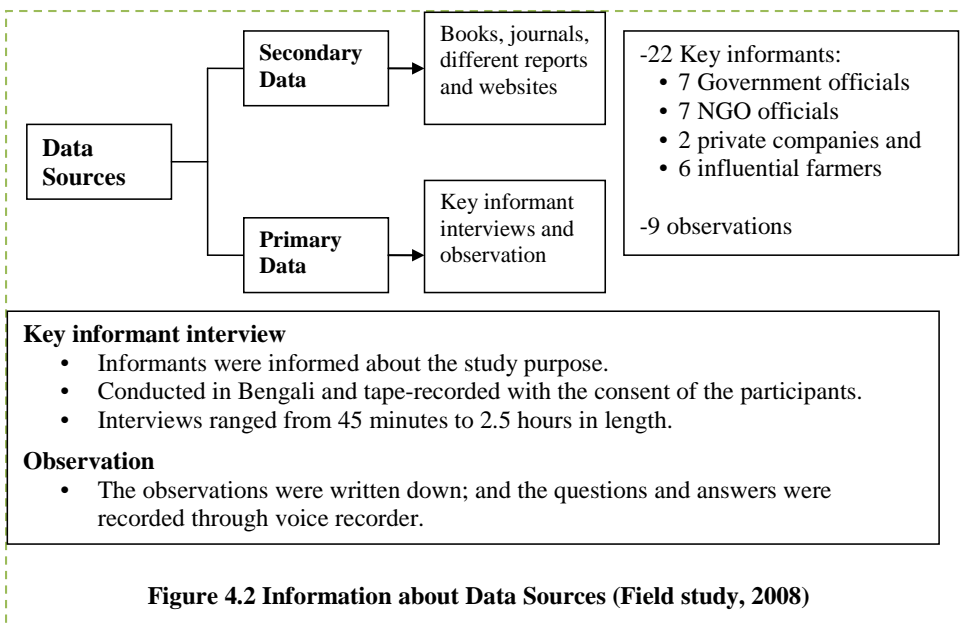 Data
Sources
Secondary
Data
Books, journals,
different reports
and websites
Primary
Data
Key informant
interviews and
observation
-22 Key informants:
• 7 Government officials
• 7 NGO officials
• 2 private companies and
• 6 influential farmers
-9 observations
Key informant interview
• Informants were informed about the study purpose.
• Conducted in Bengali and tape-recorded with the consent of the participants.
• Interviews ranged from 45 minutes to 2.5 hours in length.
Observation
• The observations were written down; and the questions and answers were
recorded through voice recorder.
Figure 4.2 Information about Data Sources (Field study, 2008)